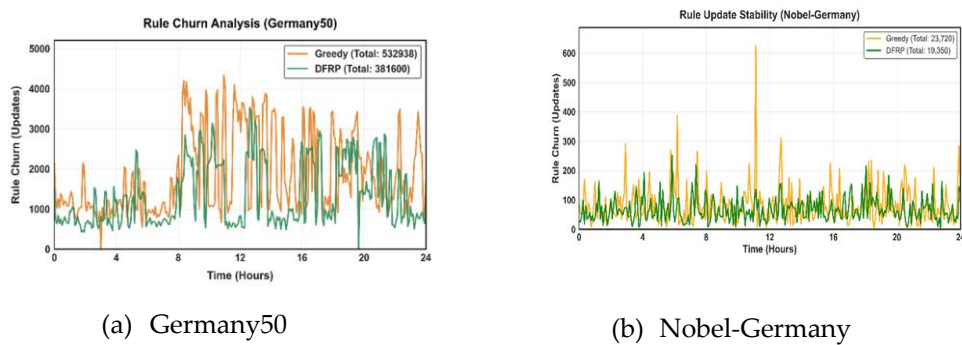 Rule Churn Analysis (Germany50)
Greedy (Total: 532938)
DFRP (Total: 381600)
Rule Churn (Updates)
5000
4000
3000
2000
1000
0
0 4 8 12 16 20 24
Time (Hours)
(a) Germany50
Rule Update Stability (Nobel-Germany)
Greedy (Total: 23,720)
DFRP (Total: 19,350)
Rule Churn (Updates)
600
500
400
300
200
100
0
0 4 8 12 16 20 24
Time (Hours)
(b) Nobel-Germany